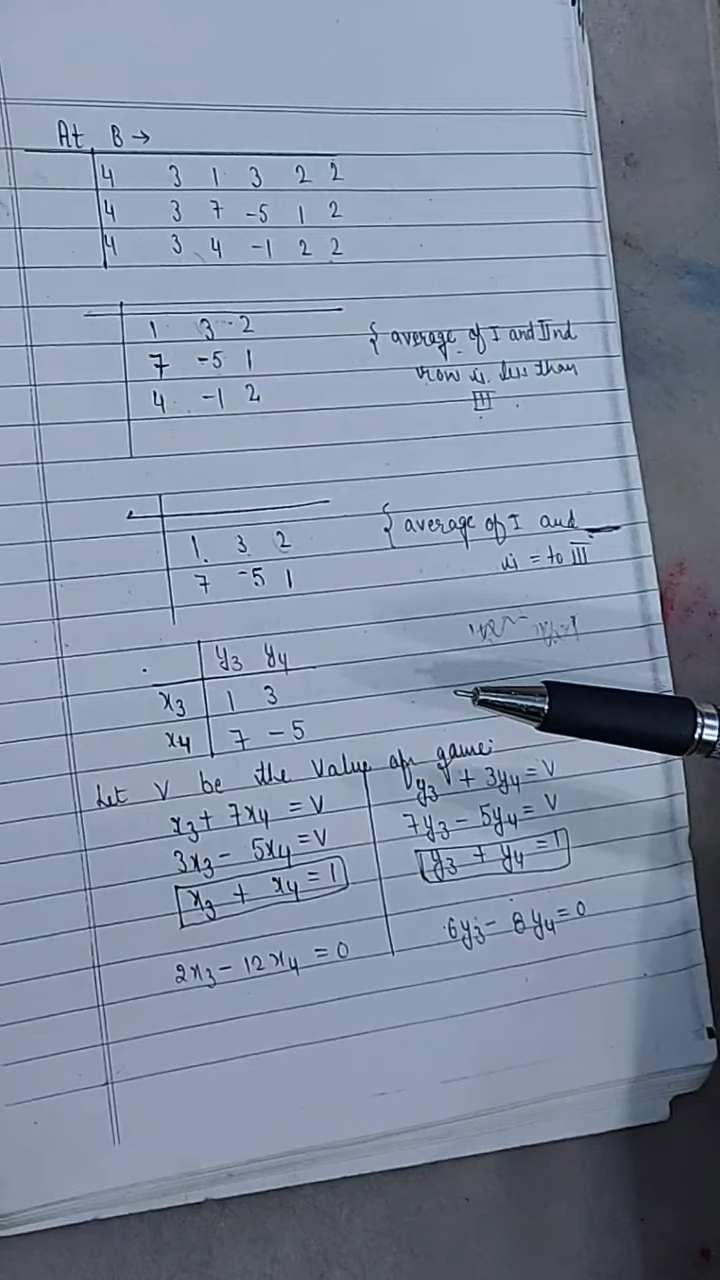 At B →
4 3 1 3 2 2
4 3 7 -5 1 2
4 3 4 -1 2 2
1 3 2
7 -5 1
4 -1 2
{ average of I and IInd
row is less than
III
1 3 2
7 -5 1
{ average of I and
is = to III
y3 y4
x3 1 3
x4 7 -5
Let V be the Value of game:
x3 + 7x4 = V
3x3 - 5x4 = V
x3 + x4 = 1
2x3 - 12x4 = 0
y3 + 3y4 = V
7y3 - 5y4 = V
y3 + y4 = 1
6y3 - 8y4 = 0